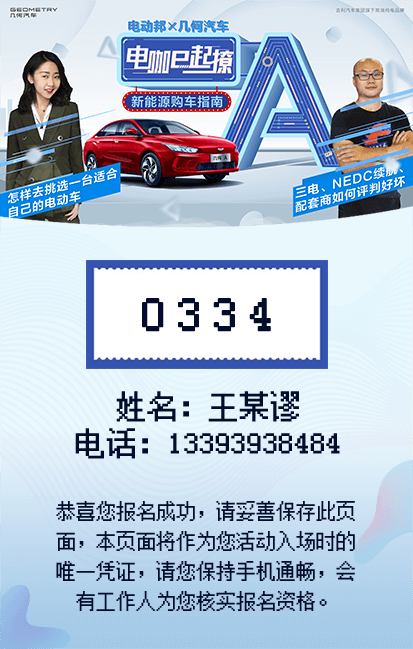 GEOMETRY
几何汽车
吉利汽车集团旗下高端纯电品牌
电动邦×几何汽车
电咖已起撩
新能源购车指南
A
怎样去挑选一台适合
自己的电动车
三电、NEDC续航、
配套商如何评判好坏
0334
姓名：王某谬
电话：13393938484
恭喜您报名成功，请妥善保存此页
面，本页面将作为您活动入场时的
唯一凭证，请您保持手机通畅，会
有工作人为您核实报名资格。